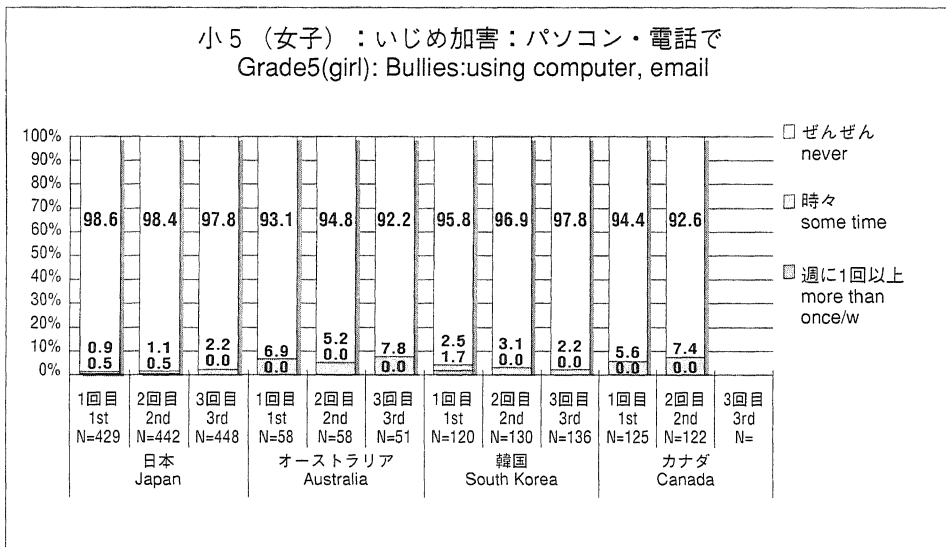 小5（女子）：いじめ加害：パソコン・電話で
Grade5(girl): Bullies:using computer, email
100%
90%
80%
70%
60%
50%
40%
30%
20%
10%
0%
98.6 98.4 97.8 93.1 94.8 92.2 95.8 96.9 97.8 94.4 92.6
0.9 1.1 2.2 6.9 5.2 7.8 2.5 3.1 2.2 5.6 7.4
0.5 0.5 0.0 0.0 0.0 0.0 1.7 0.0 0.0 0.0 0.0
1回目 2回目 3回目 1回目 2回目 3回目 1回目 2回目 3回目 1回目 2回目 3回目
1st 2nd 3rd 1st 2nd 3rd 1st 2nd 3rd 1st 2nd 3rd
N=429 N=442 N=448 N=58 N=58 N=51 N=120 N=130 N=136 N=125 N=122 N=
日本 オーストラリア 韓国 カナダ
Japan Australia South Korea Canada
ぜんぜん
never
時々
some time
週に1回以上
more than
once/w